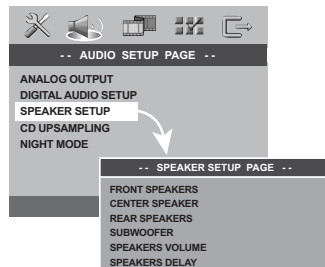 -- AUDIO SETUP PAGE --
ANALOG OUTPUT
DIGITAL AUDIO SETUP
SPEAKER SETUP
CD UPSAMPLING
NIGHT MODE
-- SPEAKER SETUP PAGE --
FRONT SPEAKERS
CENTER SPEAKER
REAR SPEAKERS
SUBWOOFER
SPEAKERS VOLUME
SPEAKERS DELAY